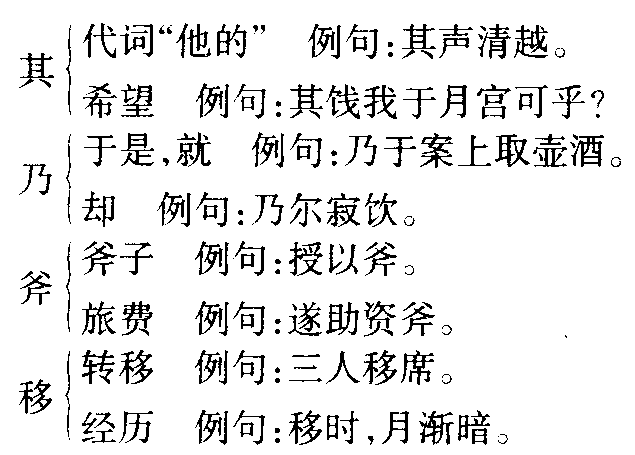 其 代词“他的” 例句:其声清越。
希望 例句:其饯我于月宫可乎?
乃 于是,就 例句:乃于案上取壶酒。
却 例句:乃尔寂饮。
斧 斧子 例句:授以斧。
旅费 例句:遂助资斧。
移 转移 例句:三人移席。
经历 例句:移时,月渐暗。